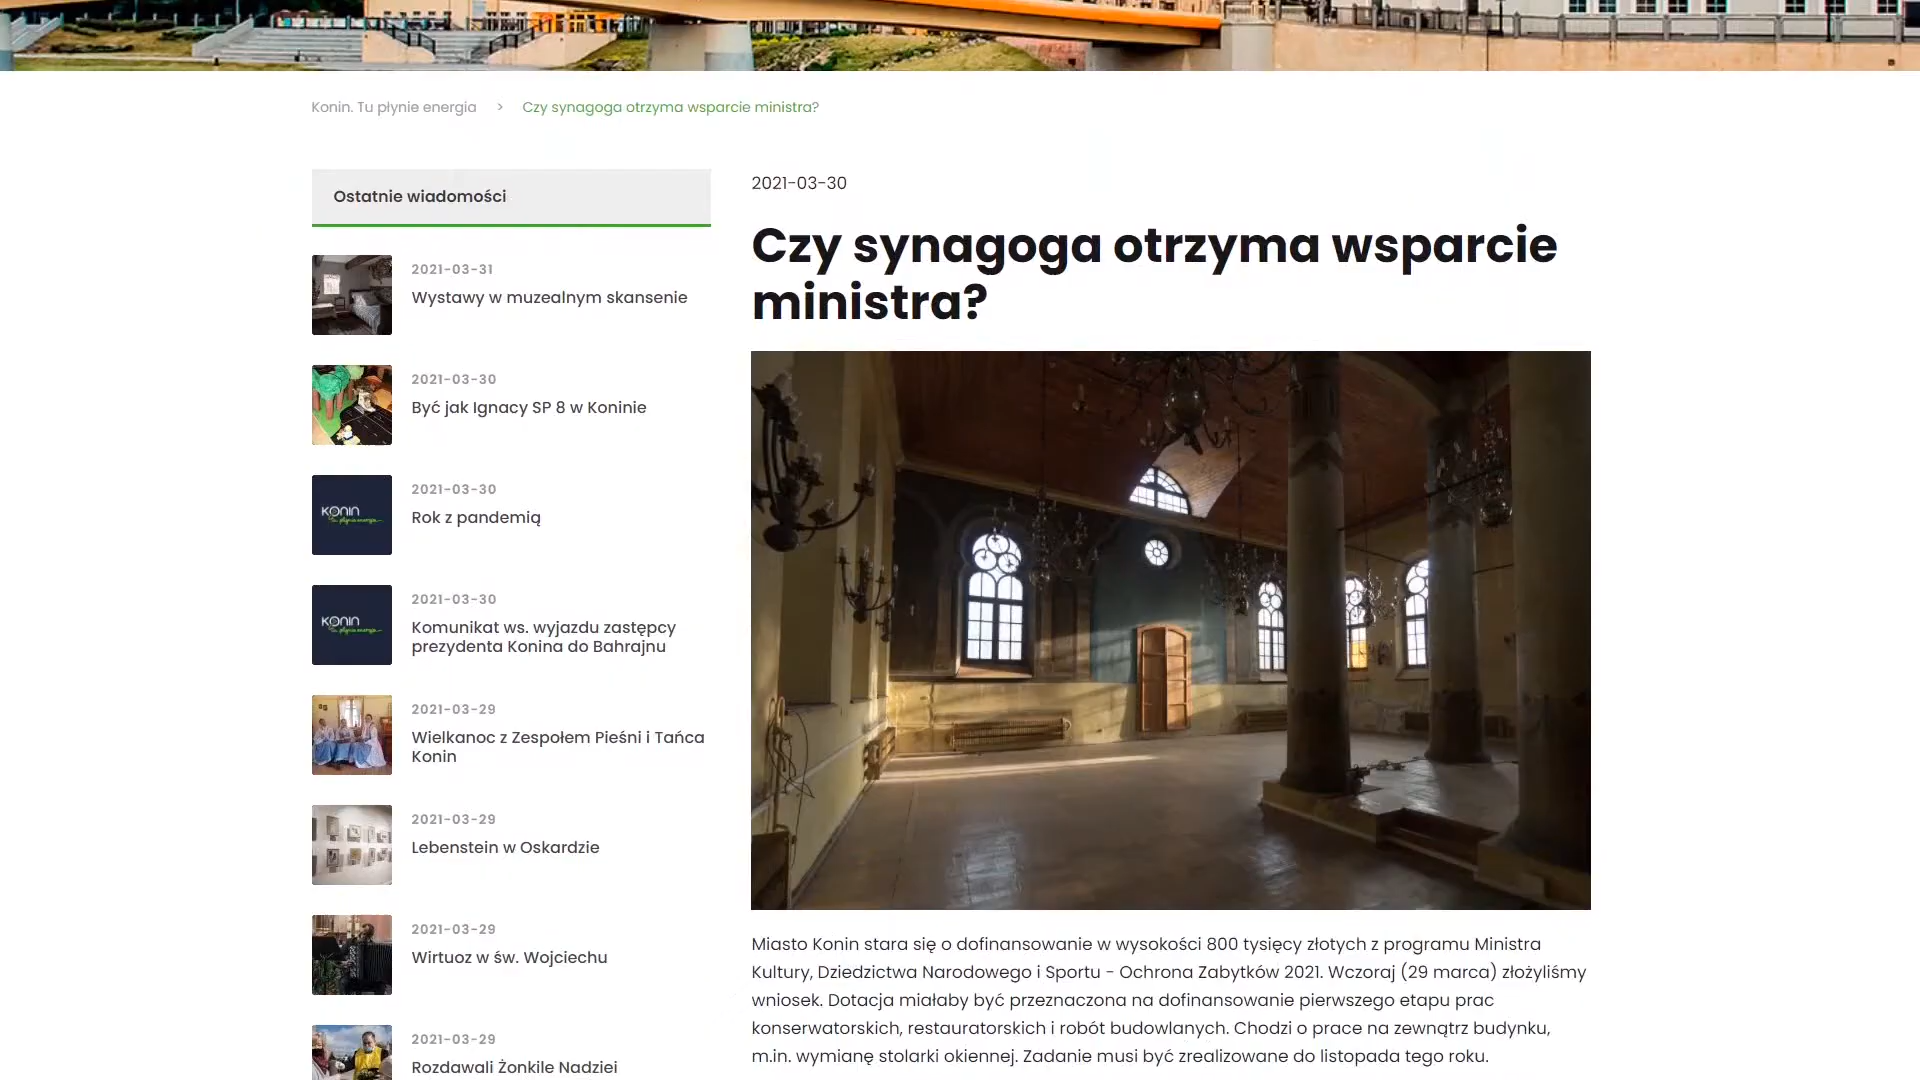 Konin. Tu płynie energia > Czy synagoga otrzyma wsparcie ministra?
Ostatnie wiadomości
2021-03-31
Wystawy w muzealnym skansenie
2021-03-30
Być jak Ignacy SP 8 w Koninie
KONIN
Tu płynie energia
2021-03-30
Rok z pandemią
KONIN
Tu płynie energia
2021-03-30
Komunikat ws. wyjazdu zastępcy
prezydenta Konina do Bahrajnu
2021-03-29
Wielkanoc z Zespołem Pieśni i Tańca
Konin
2021-03-29
Lebenstein w Oskardzie
2021-03-29
Wirtuoz w św. Wojciechu
2021-03-29
Rozdawali Żonkile Nadziei
2021-03-30
Czy synagoga otrzyma wsparcie
ministra?
Miasto Konin stara się o dofinansowanie w wysokości 800 tysięcy złotych z programu Ministra
Kultury, Dziedzictwa Narodowego i Sportu - Ochrona Zabytków 2021. Wczoraj (29 marca) złożyliśmy
wniosek. Dotacja miałaby być przeznaczona na dofinansowanie pierwszego etapu prac
konserwatorskich, restauratorskich i robót budowlanych. Chodzi o prace na zewnątrz budynku,
m.in. wymianę stolarki okiennej. Zadanie musi być zrealizowane do listopada tego roku.